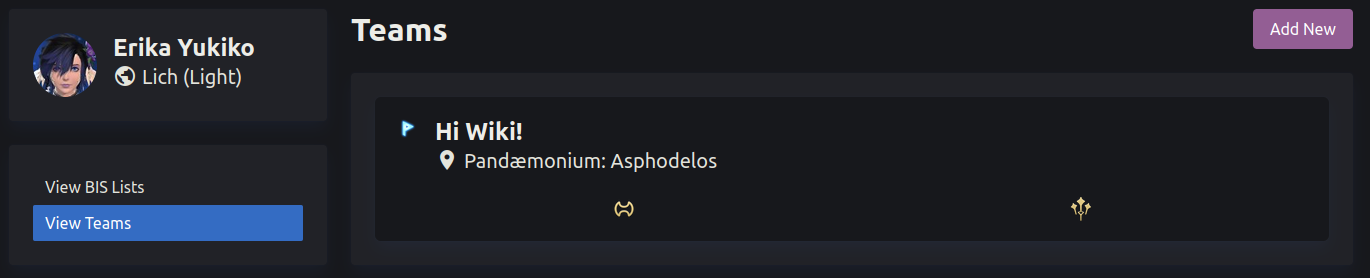 Erika Yukiko
Lich (Light)
View BIS Lists
View Teams
Teams
Add New
Hi Wiki!
Pandæmonium: Asphodelos